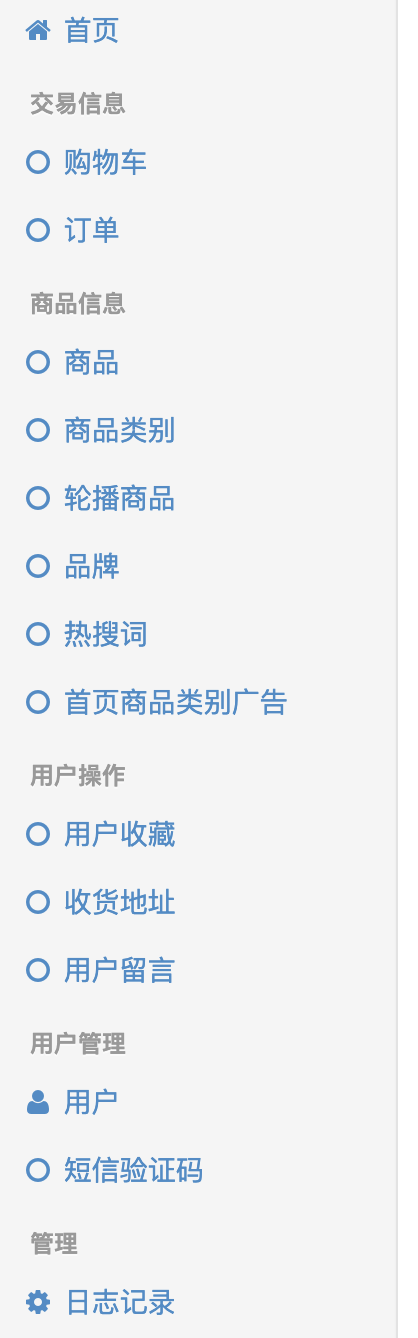 首页
交易信息
购物车
订单
商品信息
商品
商品类别
轮播商品
品牌
热搜词
首页商品类别广告
用户操作
用户收藏
收货地址
用户留言
用户管理
用户
短信验证码
管理
日志记录